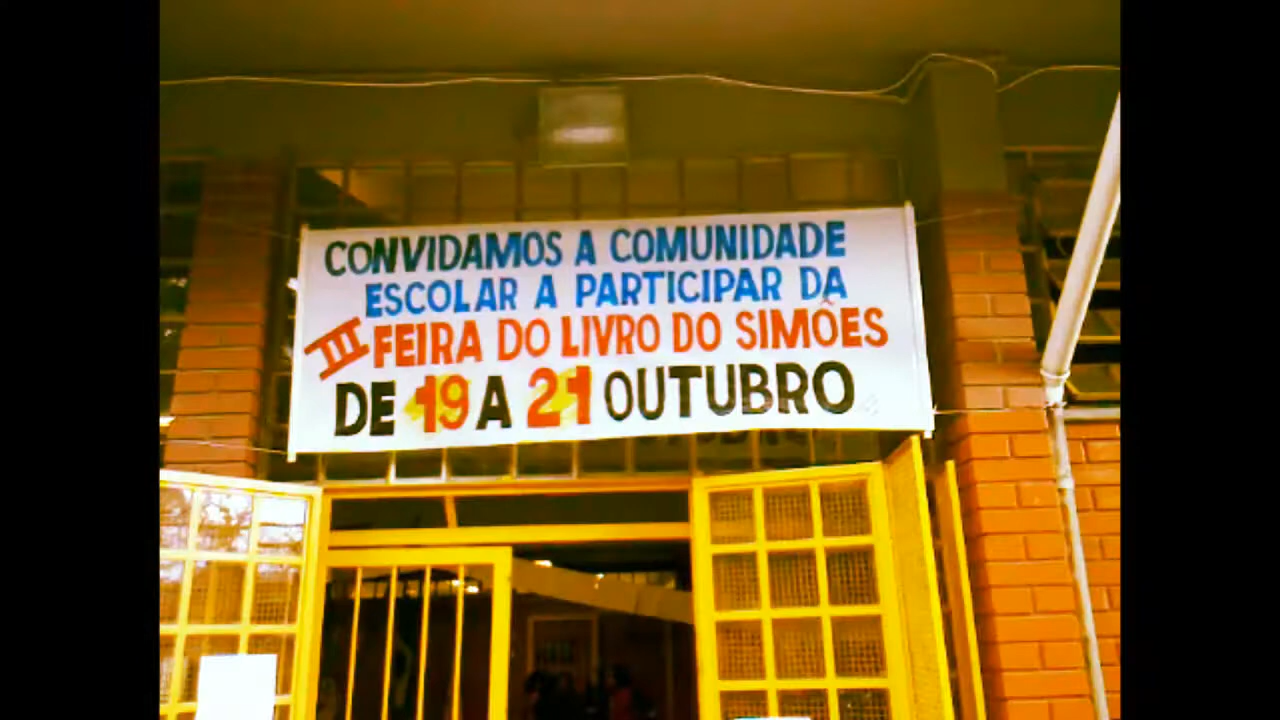 CONVIDAMOS A COMUNIDADE
ESCOLAR A PARTICIPAR DA
III FEIRA DO LIVRO DO SIMÕES
DE 19 A 21 OUTUBRO